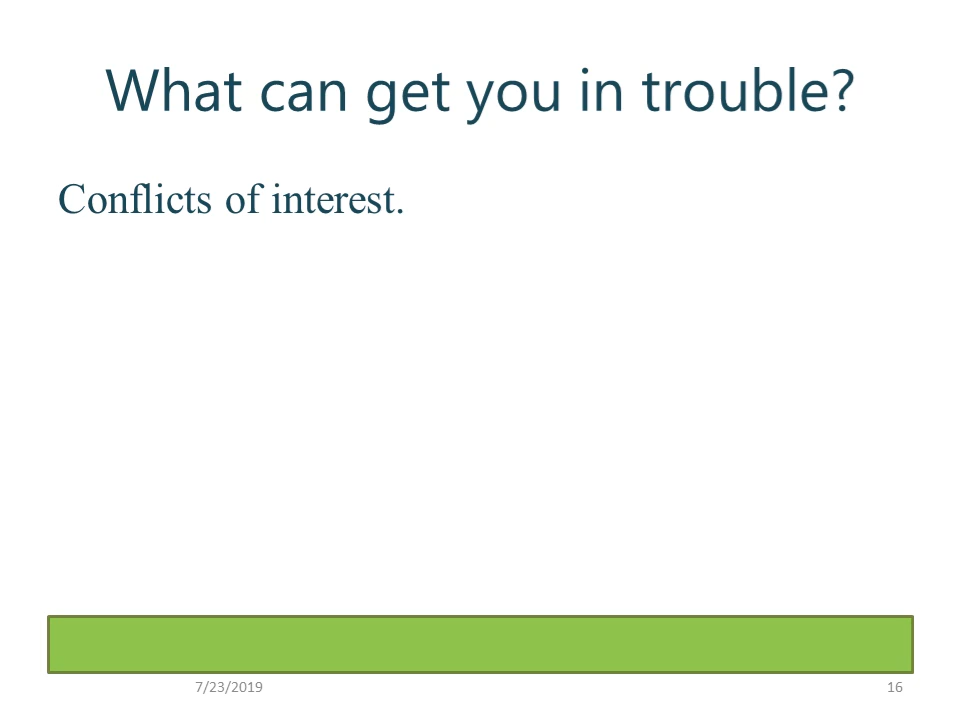 What can get you in trouble?
Conflicts of interest.
7/23/2019
16